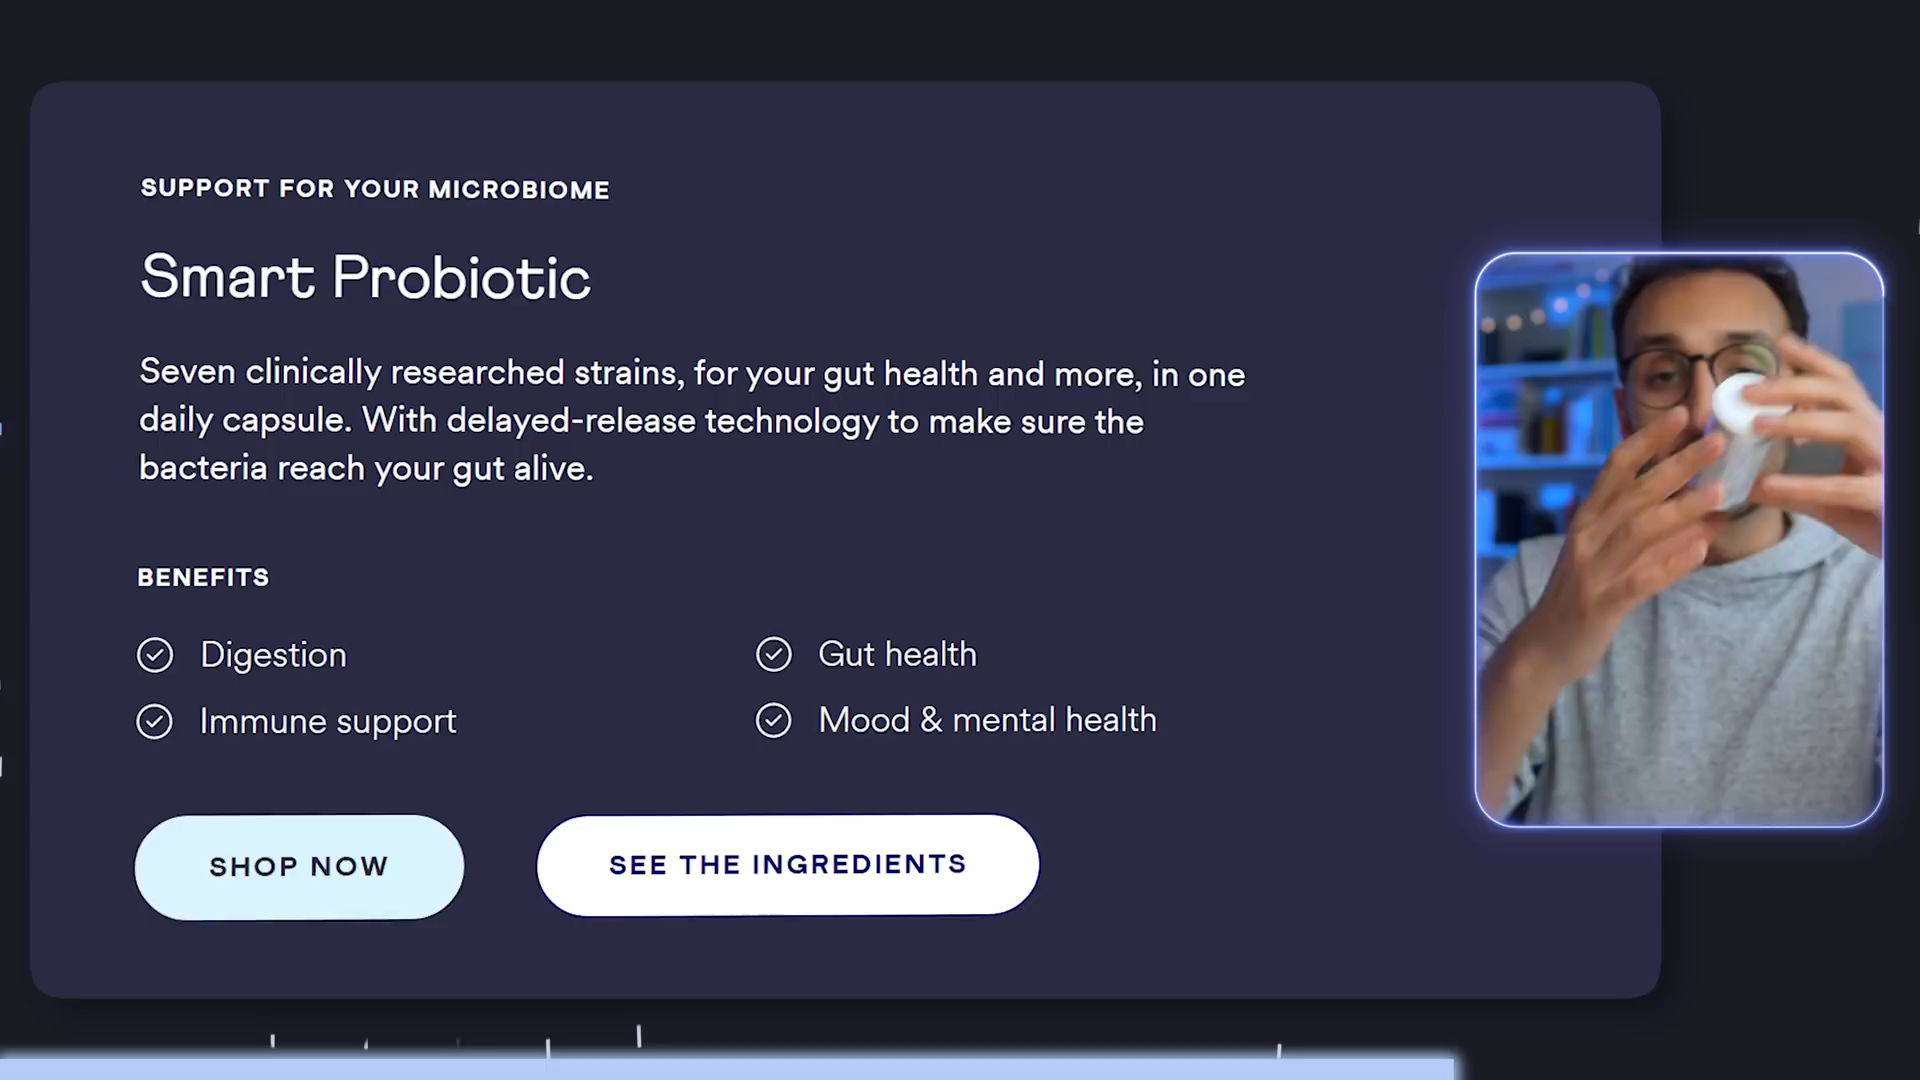 SUPPORT FOR YOUR MICROBIOME
Smart Probiotic
Seven clinically researched strains, for your gut health and more, in one
daily capsule. With delayed-release technology to make sure the
bacteria reach your gut alive.
BENEFITS
Digestion
Gut health
Immune support
Mood & mental health
SHOP NOW
SEE THE INGREDIENTS